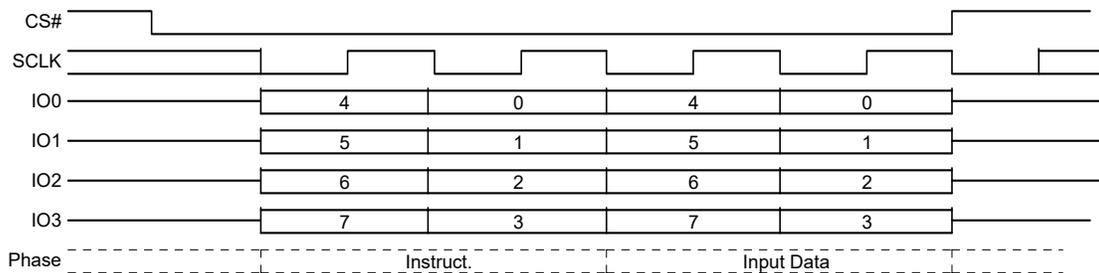 CS#
SCLK
IO0 4 0 4 0
IO1 5 1 5 1
IO2 6 2 6 2
IO3 7 3 7 3
Phase Instruct. Input Data